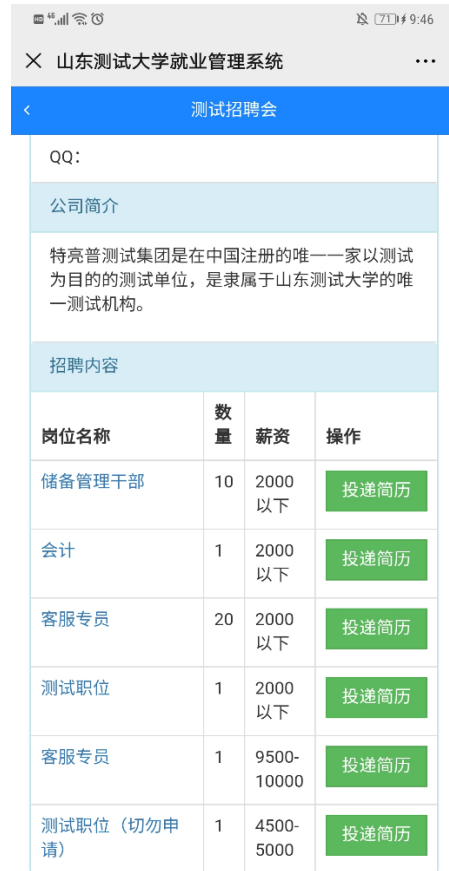 HD 46 71 9:46
山东测试大学就业管理系统
测试招聘会
QQ：
公司简介
特亮普测试集团是在中国注册的唯一一家以测试
为目的的测试单位，是隶属于山东测试大学的唯
一测试机构。
招聘内容
岗位名称 数量 薪资 操作
储备管理干部 10 2000 投递简历
以下
会计 1 2000 投递简历
以下
客服专员 20 2000 投递简历
以下
测试职位 1 2000 投递简历
以下
客服专员 1 9500- 投递简历
10000
测试职位（切勿申 1 4500- 投递简历
请） 5000